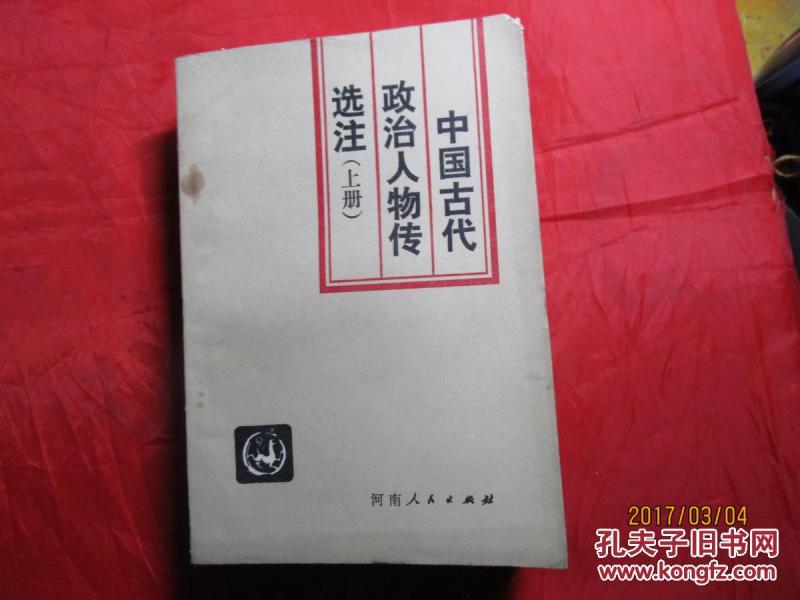 中国古代
政治人物传
选注(上册)
河南人民出版社
2017/03/04
孔夫子旧书网
www.kongfz.com